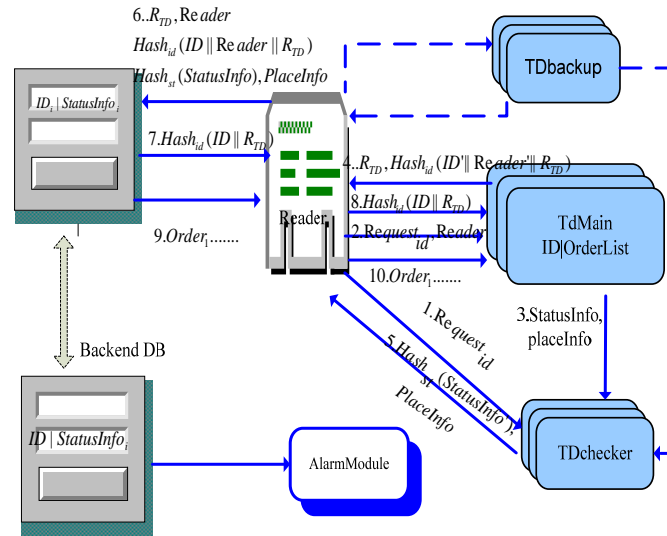 6..R_TD,Reader
Hash_id(ID||Reader||R_TD)
Hash_st(StatusInfo),PlaceInfo
TDbackup
ID_i|StatusInfo_i
7.Hash_id(ID||R_TD)
4..R_TD,Hash_id(ID'||Reader'||R_TD)
8.Hash_id(ID||R_TD)
Reader
2.Request_id,Reader
TdMain
ID|OrderList
9.Order_1.......
10.Order_1.......
1.Request_id
3.StatusInfo,
placeInfo
Backend DB
5.Hash_st(StatusInfo'),
PlaceInfo
ID|StatusInfo_i
AlarmModule
TDchecker